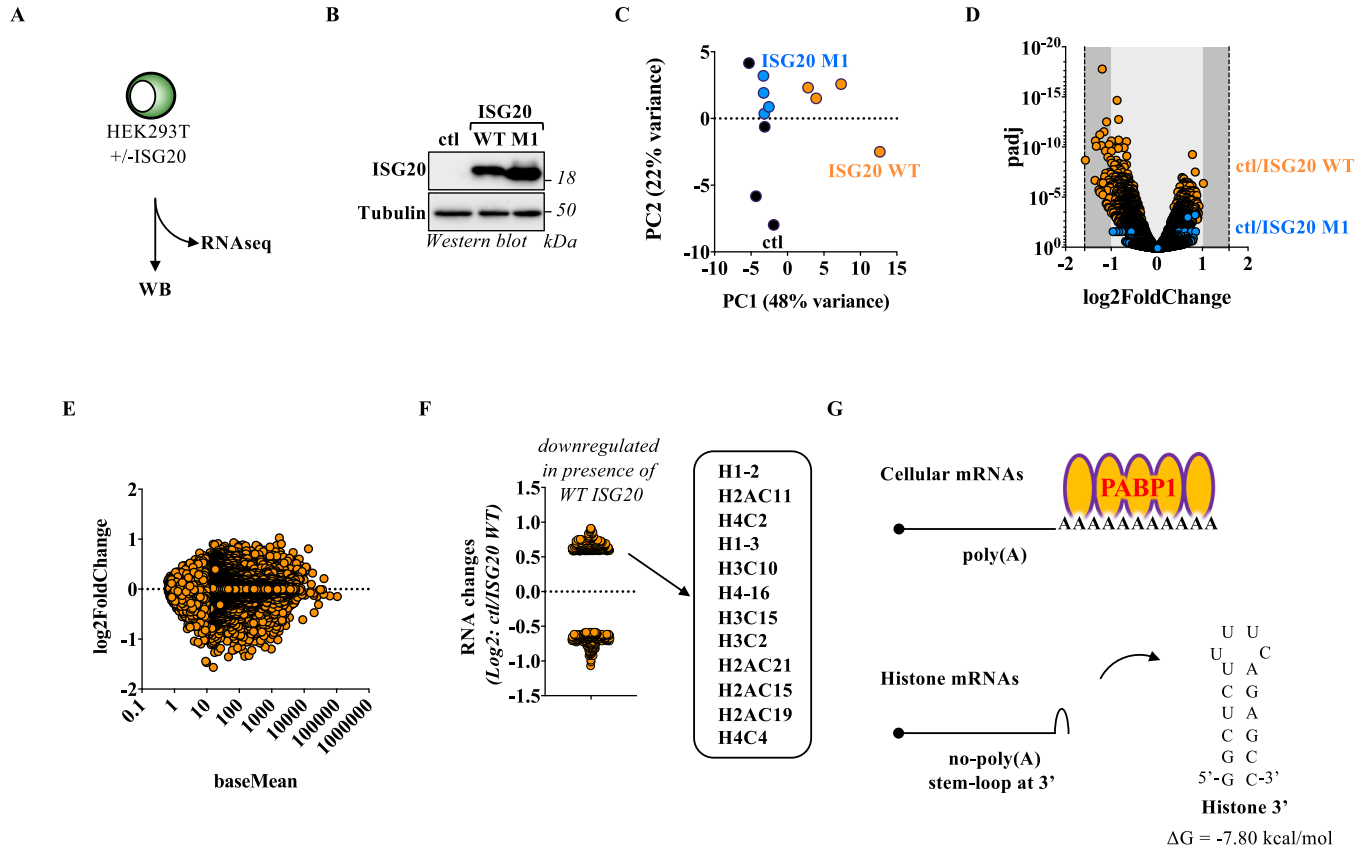 A
HEK293T
+/-ISG20
RNAseq
WB
B
ISG20
ctl WT M1
ISG20
18
Tubulin
50
Western blot kDa
C
ISG20 M1
ISG20 WT
ctl
PC2 (22% variance)
5
0
-5
-10
-10 -5 0 5 10 15
PC1 (48% variance)
D
padj
10-20
10-15
10-10
10-5
100
-2 -1 0 1 2
log2FoldChange
ctl/ISG20 WT
ctl/ISG20 M1
E
log2FoldChange
2
1
0
-1
-2
0.1 1 10 100 1000 10000 100000 1000000
baseMean
F
downregulated
in presence of
WT ISG20
RNA changes
(Log2: ctl/ISG20 WT)
1.5
1.0
0.5
0.0
-0.5
-1.0
-1.5
H1-2
H2AC11
H4C2
H1-3
H3C10
H4-16
H3C15
H3C2
H2AC21
H2AC15
H2AC19
H4C4
G
Cellular mRNAs
PABP1
AAAAAAAAAAA
poly(A)
Histone mRNAs
no-poly(A)
stem-loop at 3’
U U
U C
U A
C G
U A
C G
G C
5’-G C-3’
Histone 3’
ΔG = -7.80 kcal/mol